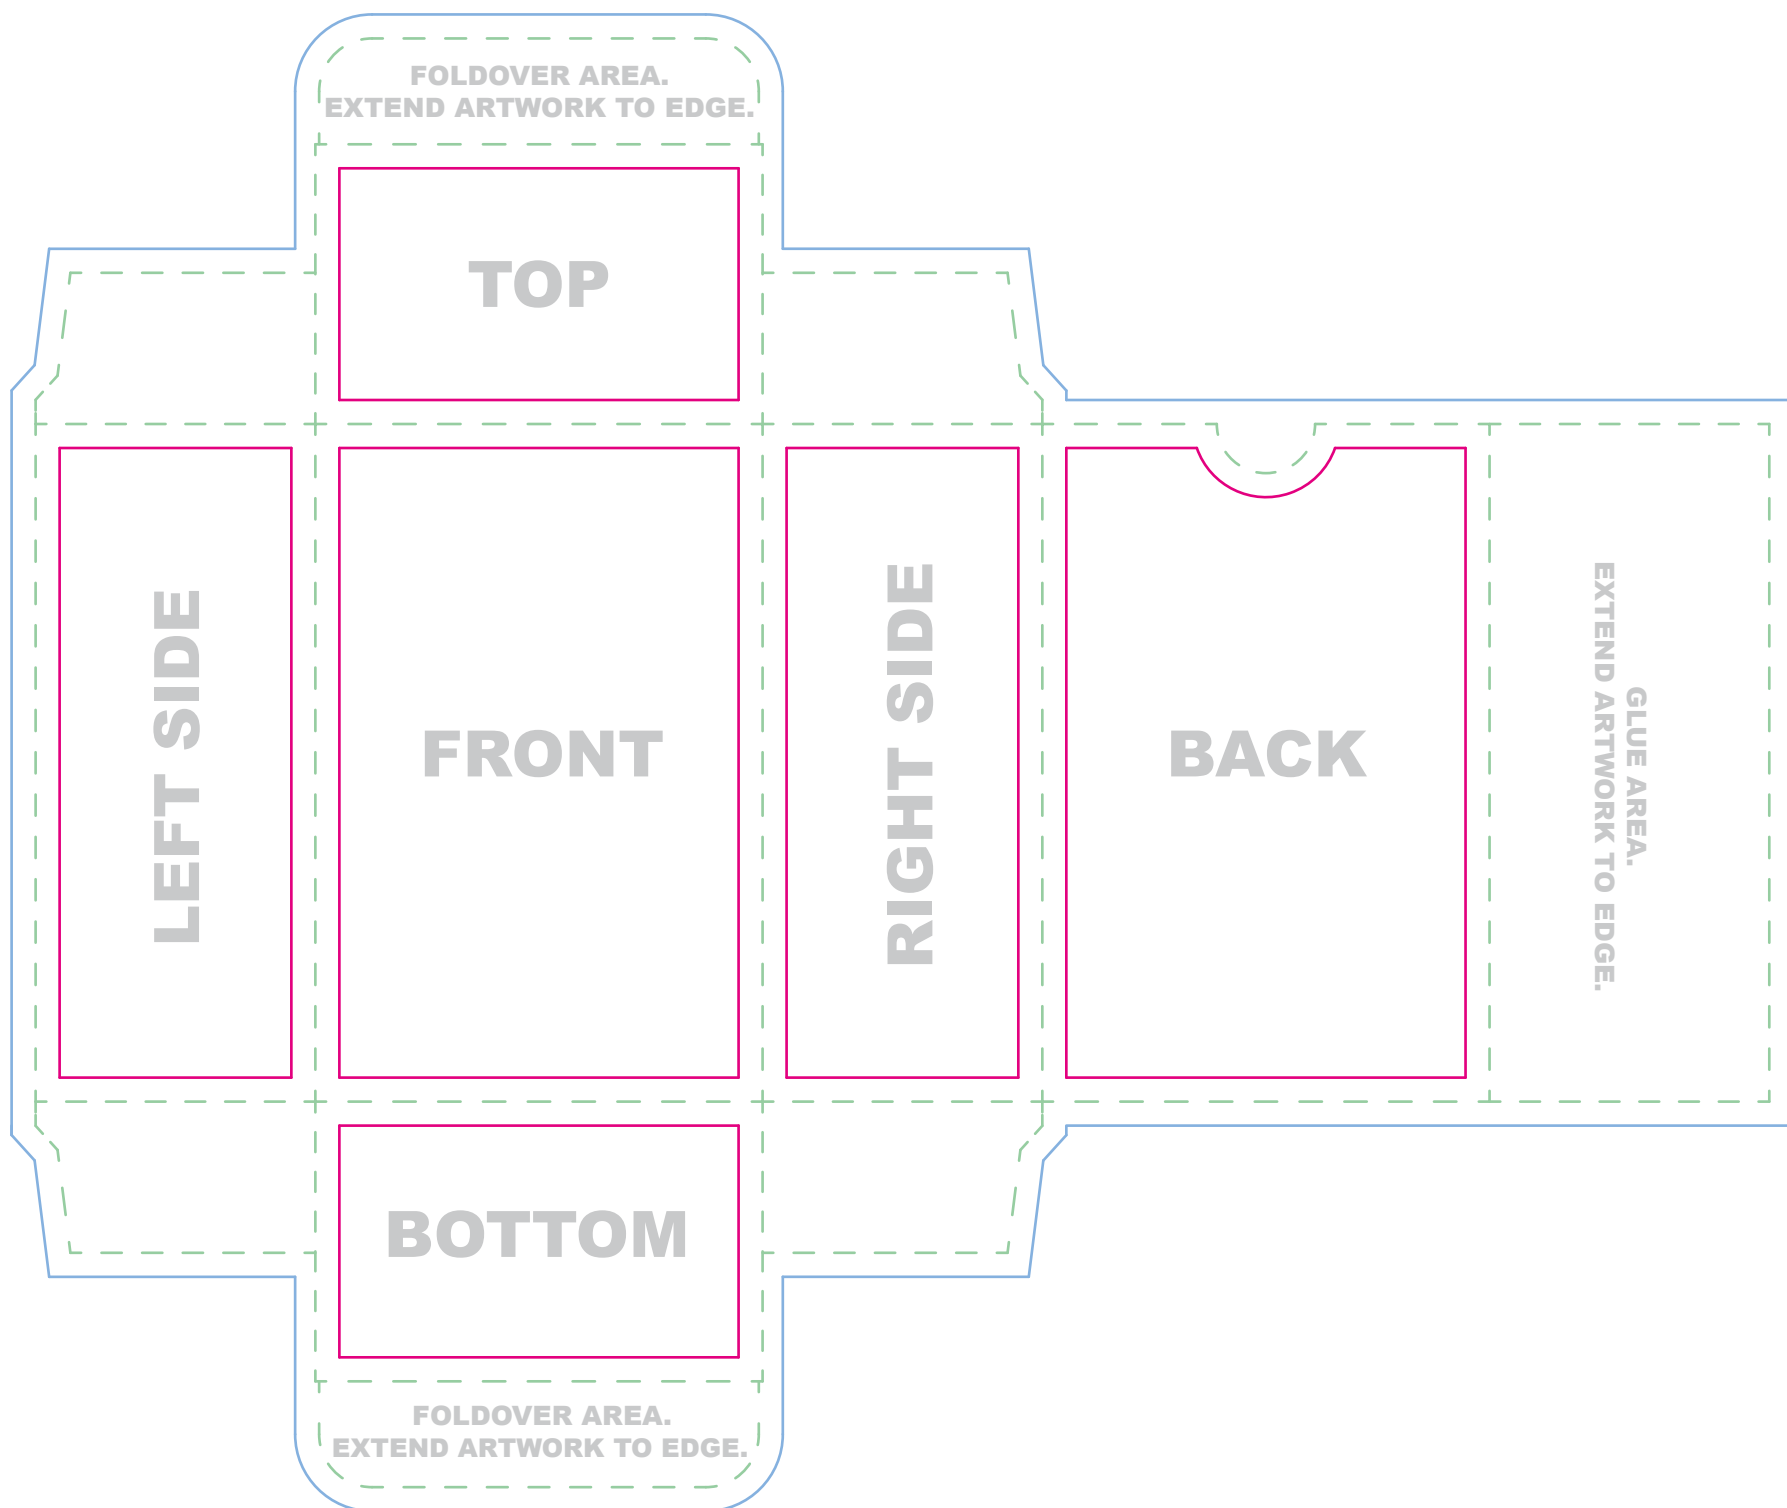 FOLDOVER AREA.
EXTEND ARTWORK TO EDGE.
TOP
LEFT SIDE
FRONT
RIGHT SIDE
BACK
GLUE AREA.
EXTEND ARTWORK TO EDGE.
BOTTOM
FOLDOVER AREA.
EXTEND ARTWORK TO EDGE.